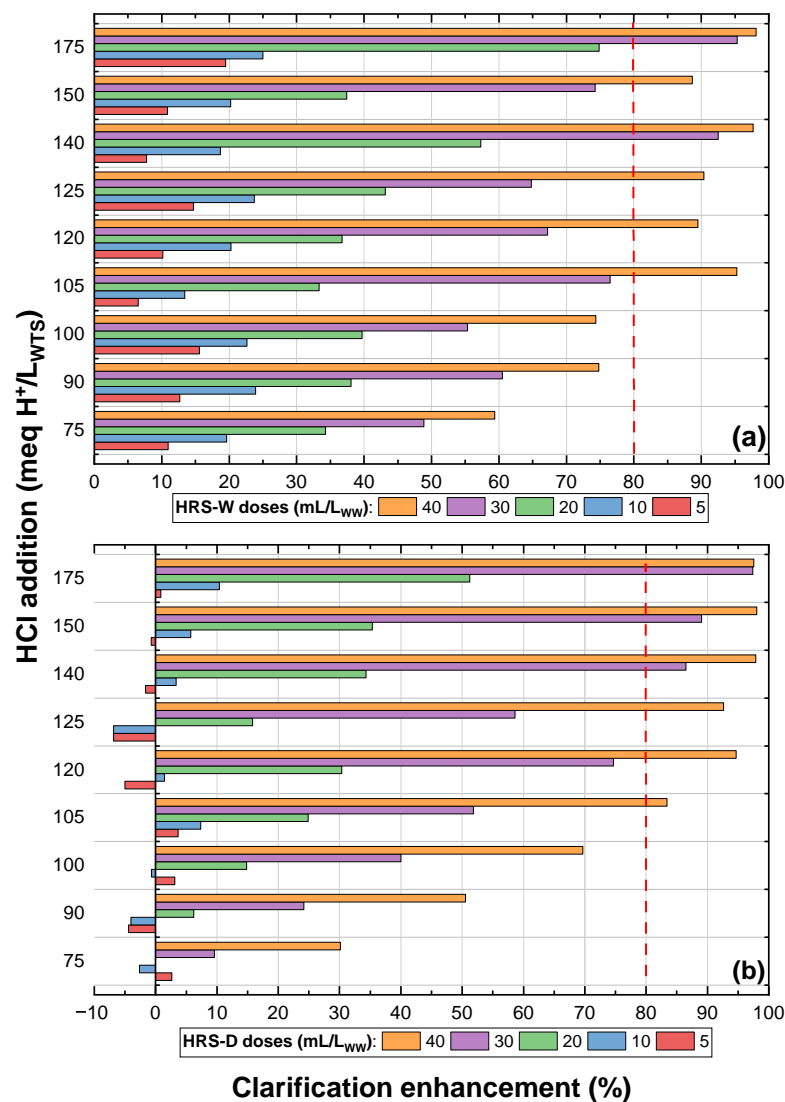 175
150
140
125
120
105
100
90
75
(a)
0 10 20 30 40 50 60 70 80 90 100
HRS-W doses (mL/L_WW): 40 30 20 10 5
HCl addition (meq H⁺/L_WTS)
175
150
140
125
120
105
100
90
75
(b)
−10 0 10 20 30 40 50 60 70 80 90 100
HRS-D doses (mL/L_WW): 40 30 20 10 5
Clarification enhancement (%)